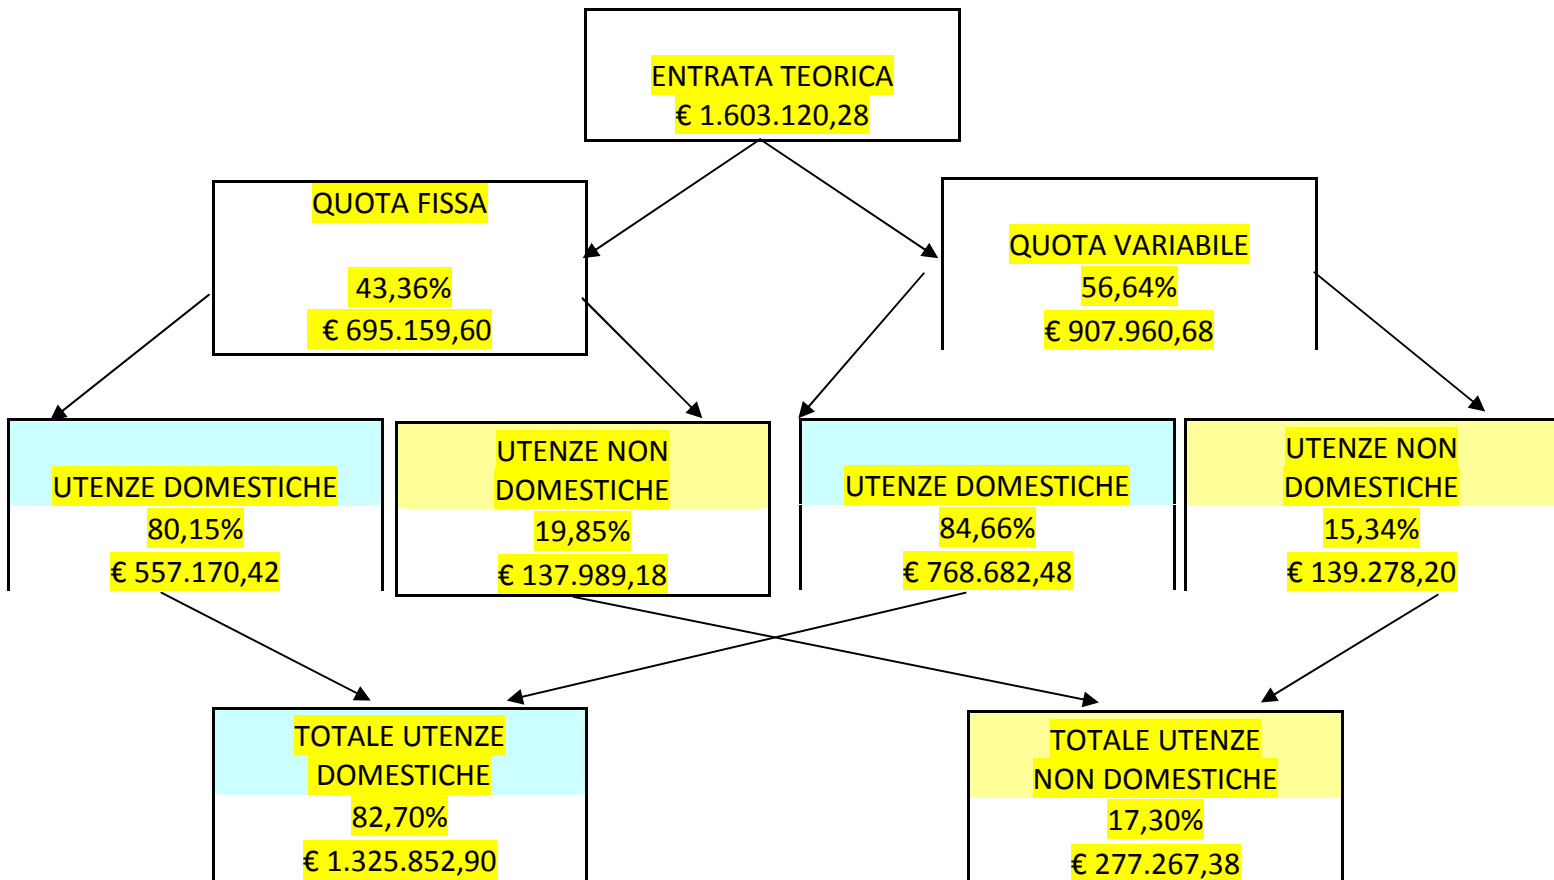 ENTRATA TEORICA
€ 1.603.120,28
QUOTA FISSA
43,36%
€ 695.159,60
QUOTA VARIABILE
56,64%
€ 907.960,68
UTENZE DOMESTICHE
80,15%
€ 557.170,42
UTENZE NON
DOMESTICHE
19,85%
€ 137.989,18
UTENZE DOMESTICHE
84,66%
€ 768.682,48
UTENZE NON
DOMESTICHE
15,34%
€ 139.278,20
TOTALE UTENZE
DOMESTICHE
82,70%
€ 1.325.852,90
TOTALE UTENZE
NON DOMESTICHE
17,30%
€ 277.267,38